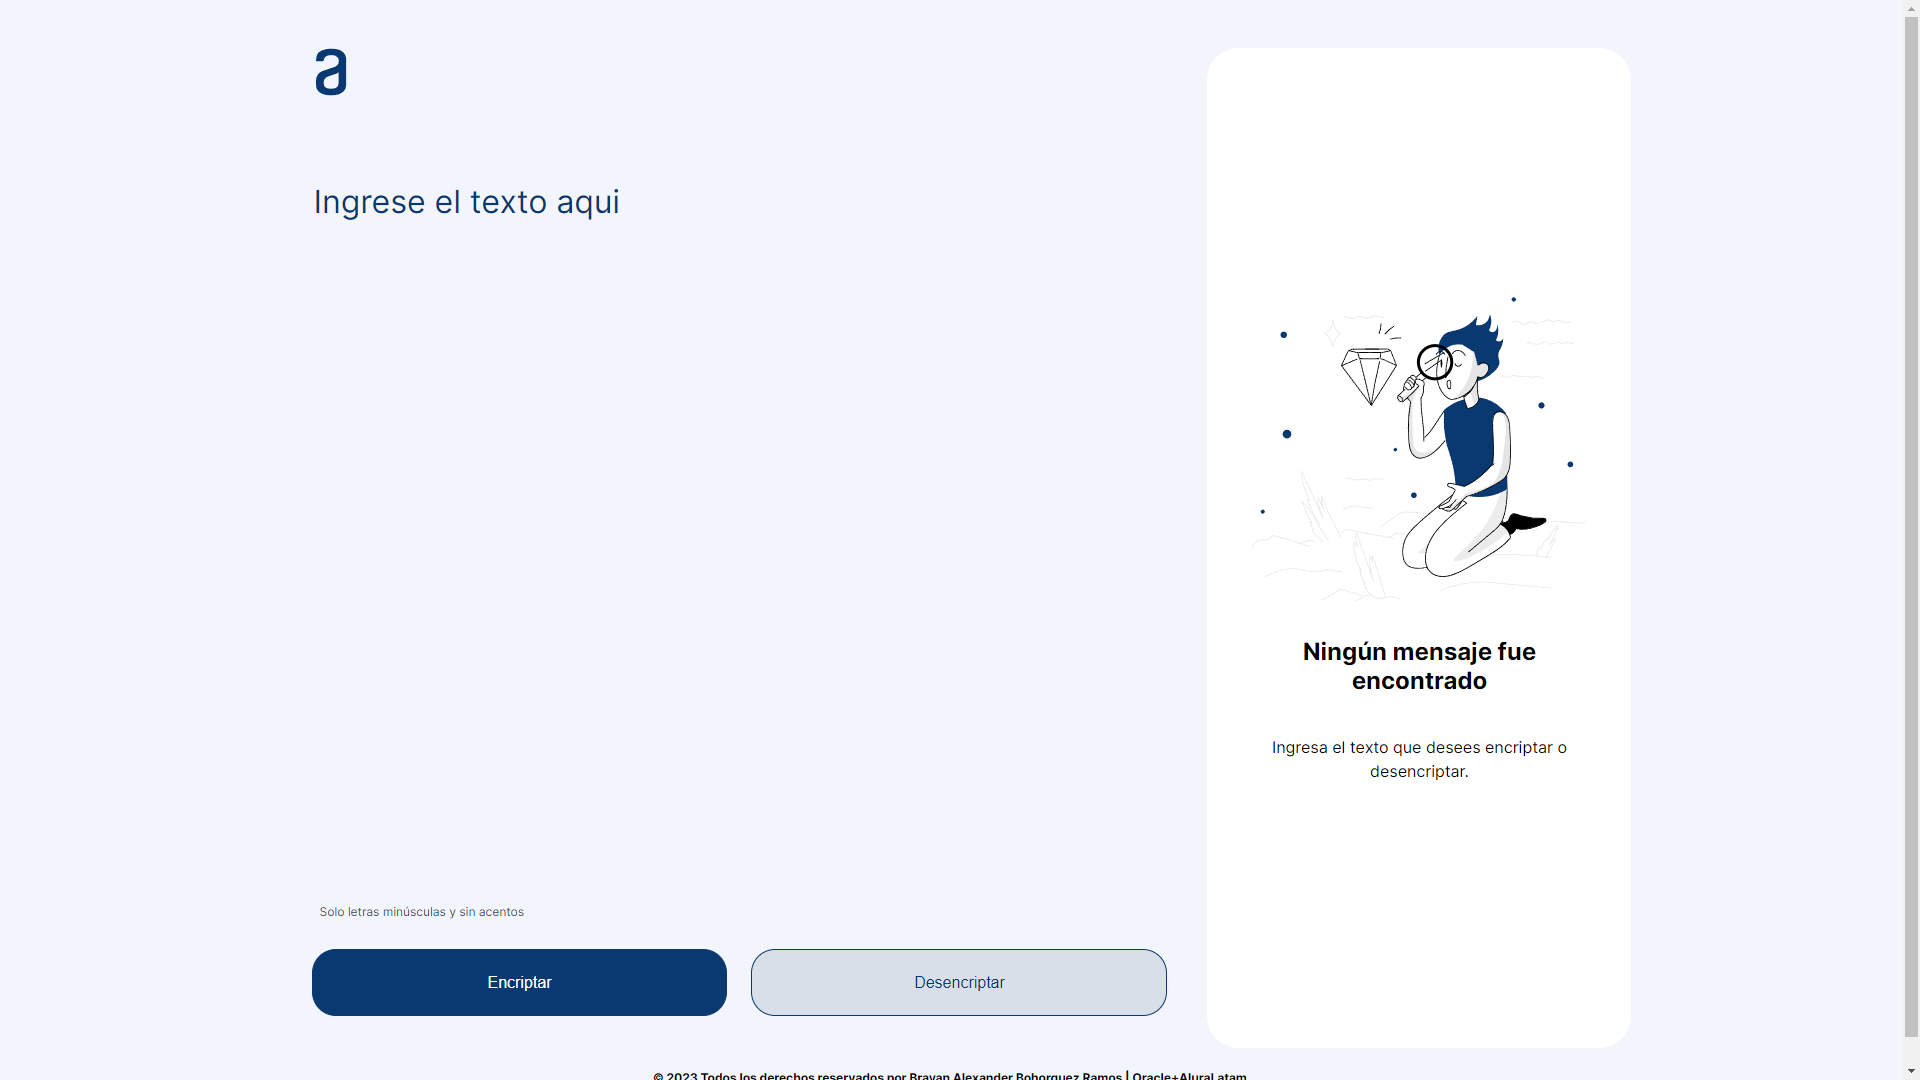 a
Ingrese el texto aqui
Ningún mensaje fue
encontrado
Ingresa el texto que desees encriptar o
desencriptar.
Solo letras minúsculas y sin acentos
Encriptar
Desencriptar
© 2023 Todos los derechos reservados por Brayan Alexander Bohorquez Ramos | Oracle+AluraLatam